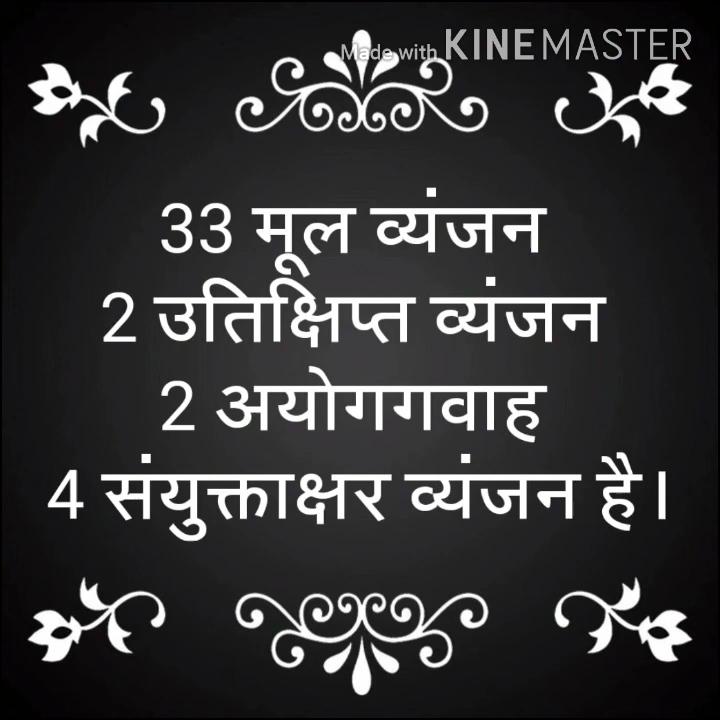 Made with KINEMASTER
33 मूल व्यंजन
2 उतिक्षिप्त व्यंजन
2 अयोगगवाह
4 संयुक्ताक्षर व्यंजन है।